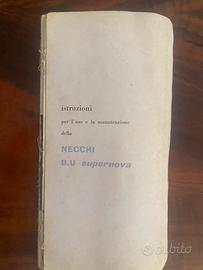 istruzioni
per l'uso e la manutenzione
della
NECCHI
B.U supernova
subito